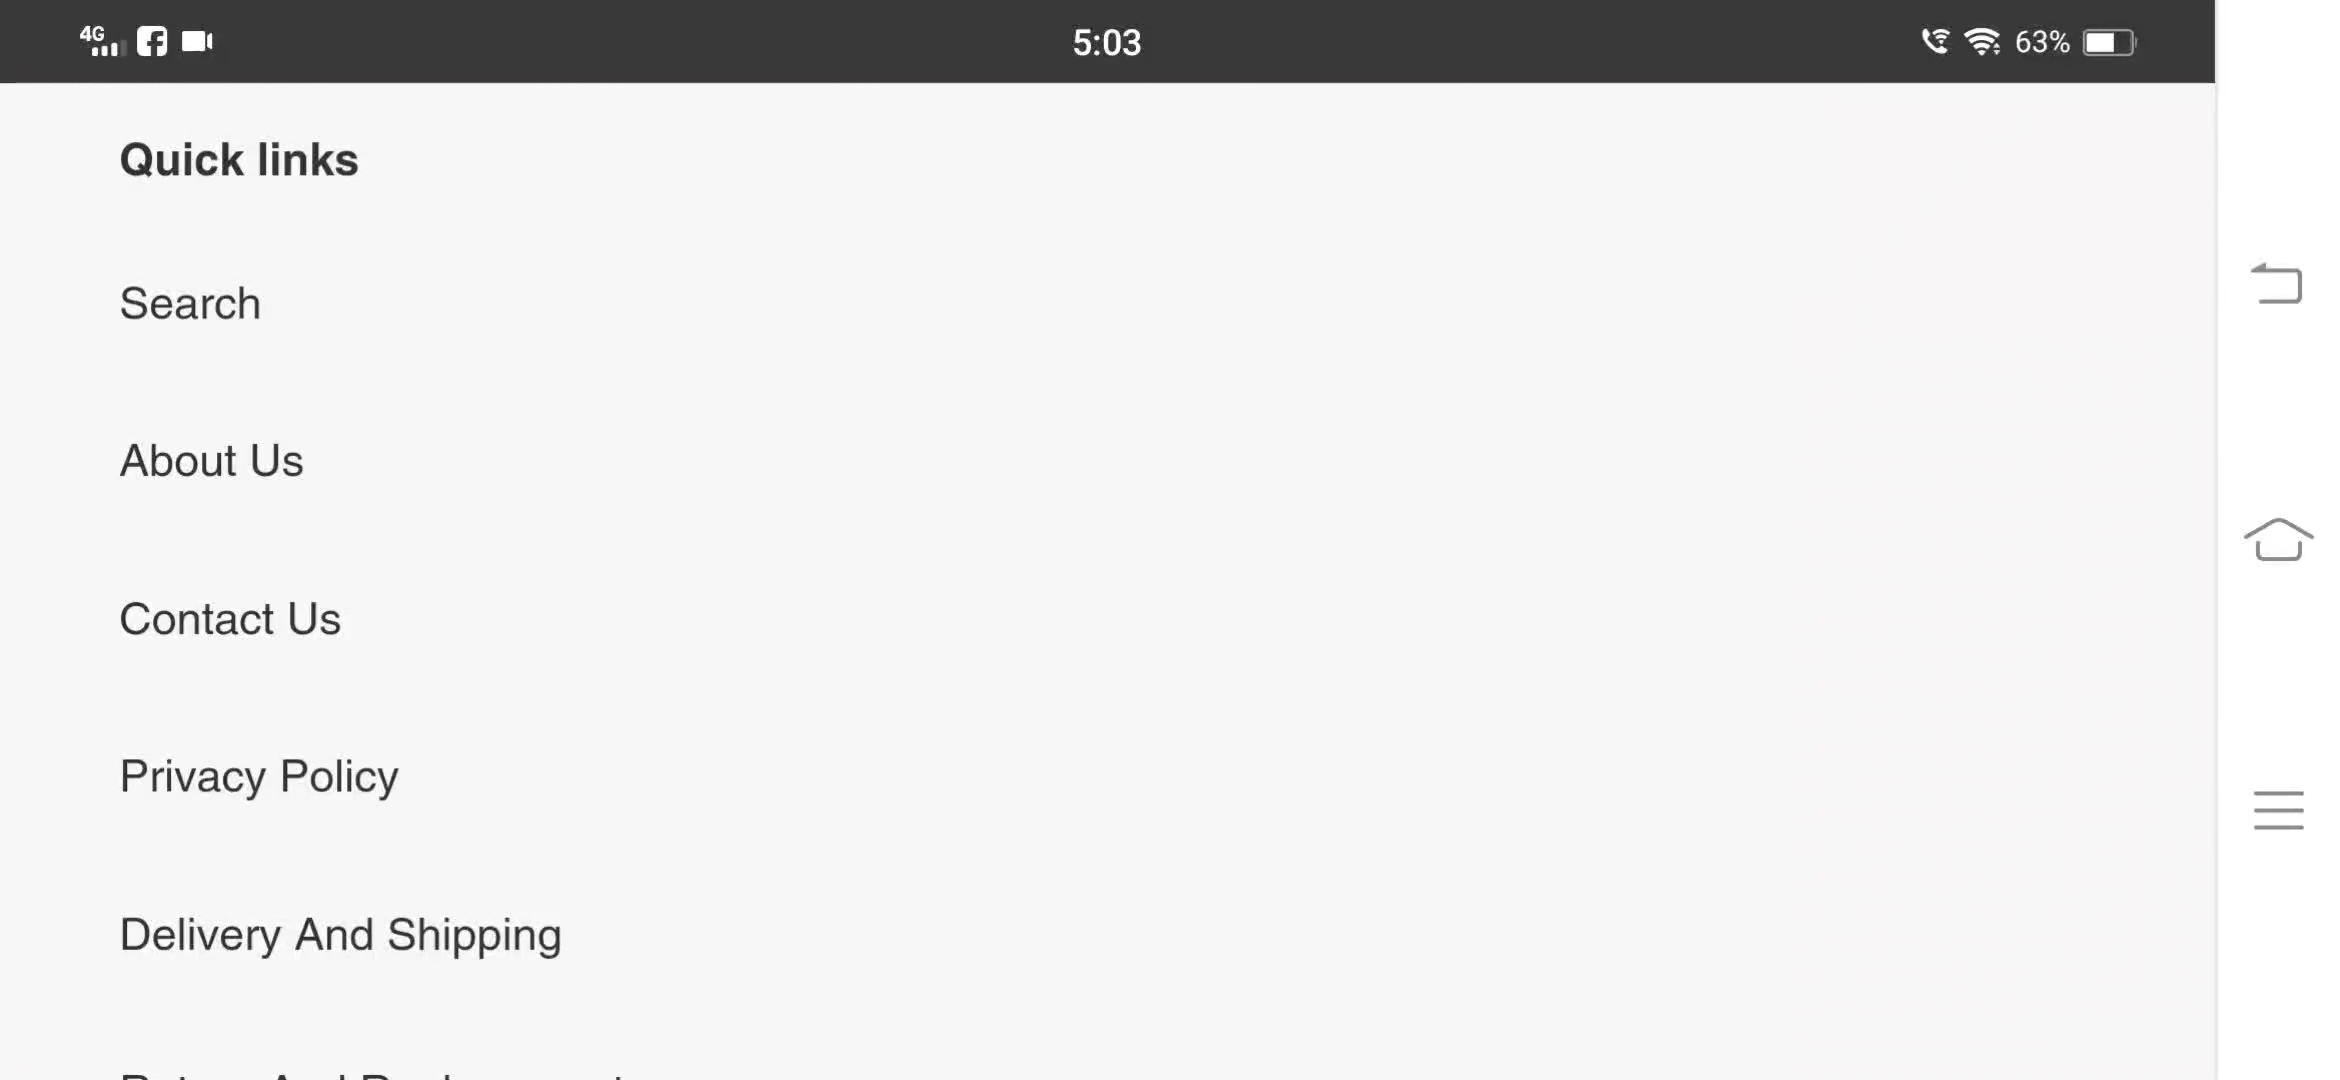 4G 5:03 63%
Quick links
Search
About Us
Contact Us
Privacy Policy
Delivery And Shipping